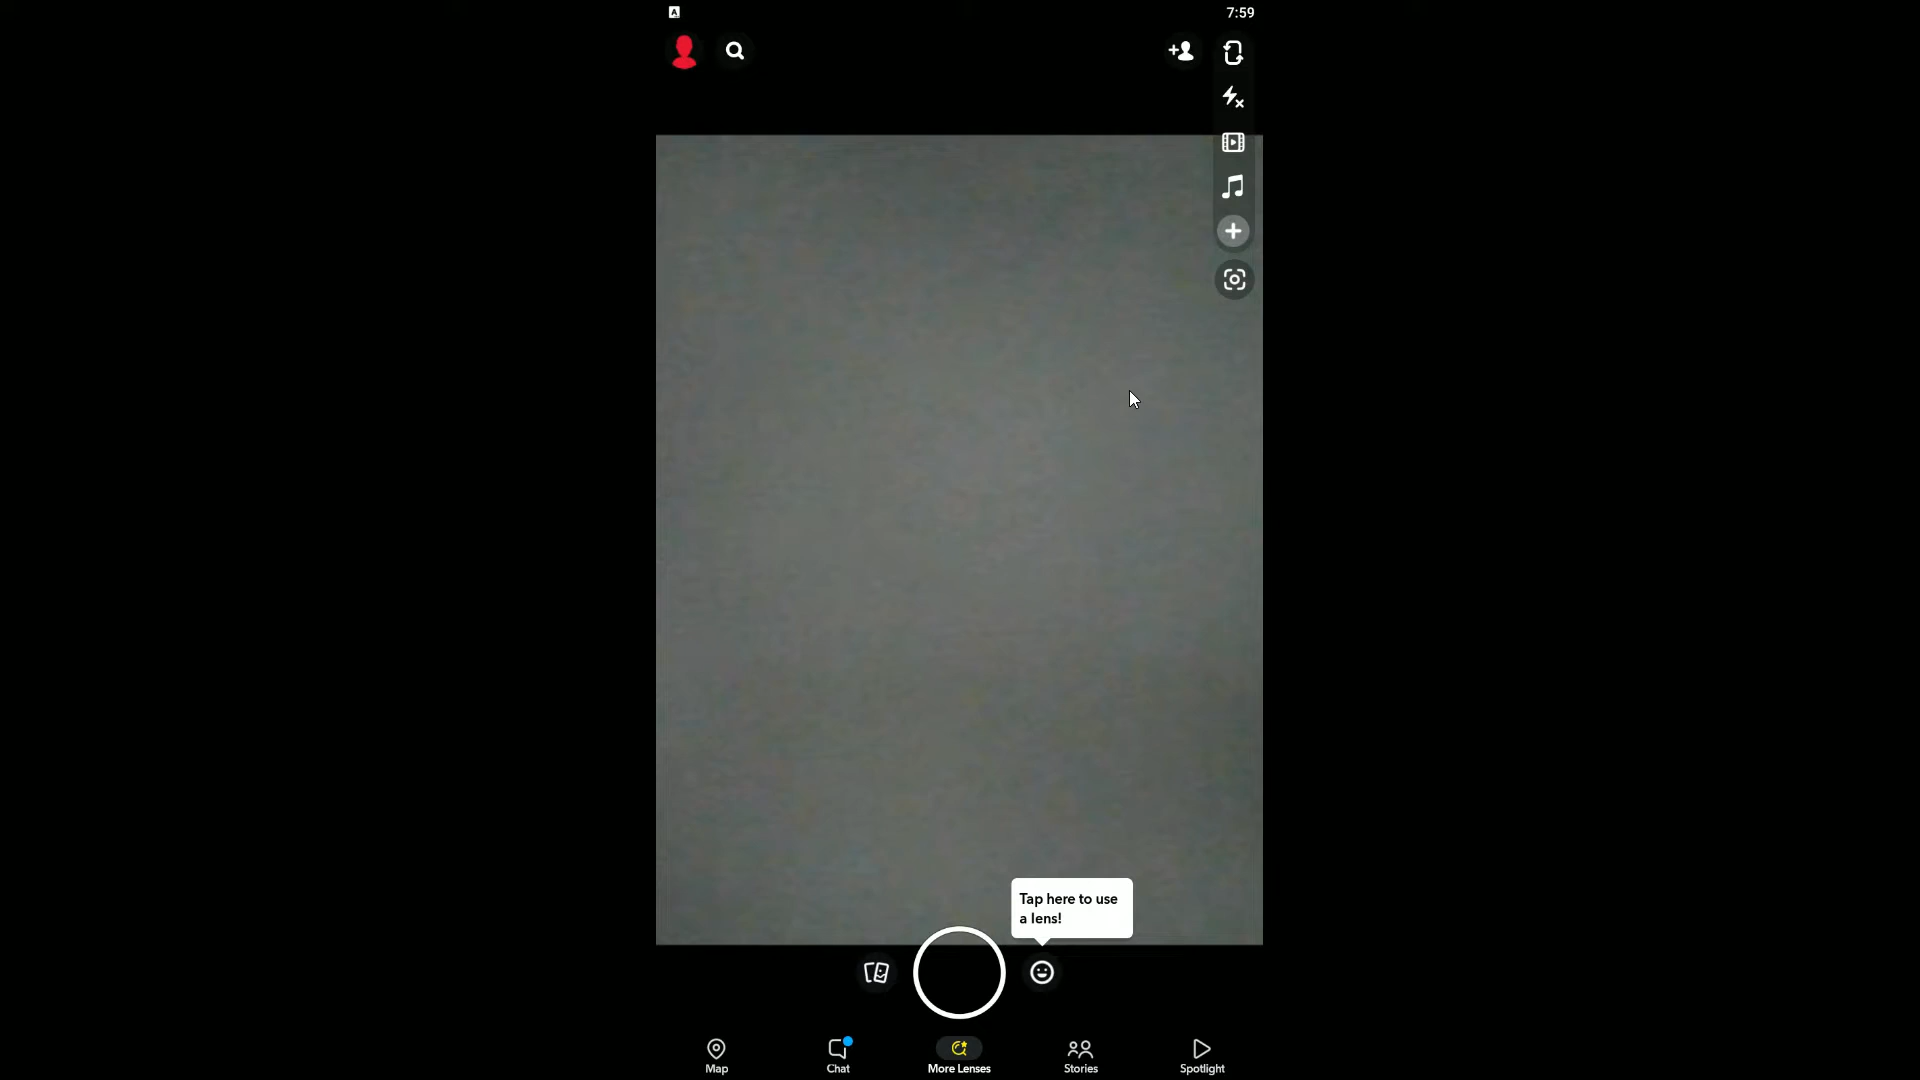 A
7:59
Tap here to use
a lens!
Map
Chat
More Lenses
Stories
Spotlight